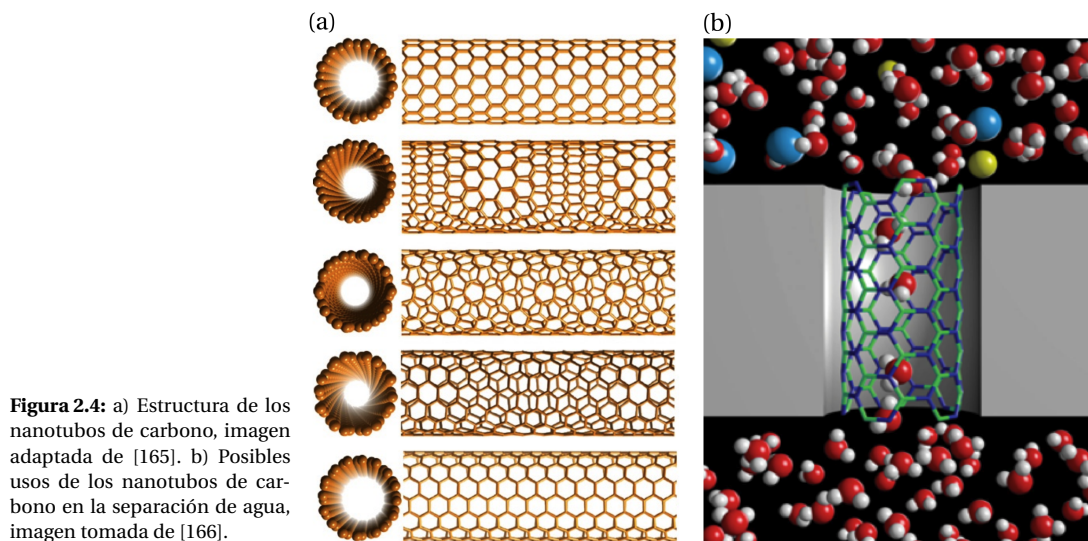 (a)
(b)
Figura 2.4: a) Estructura de los
nanotubos de carbono, imagen
adaptada de [165]. b) Posibles
usos de los nanotubos de car-
bono en la separación de agua,
imagen tomada de [166].